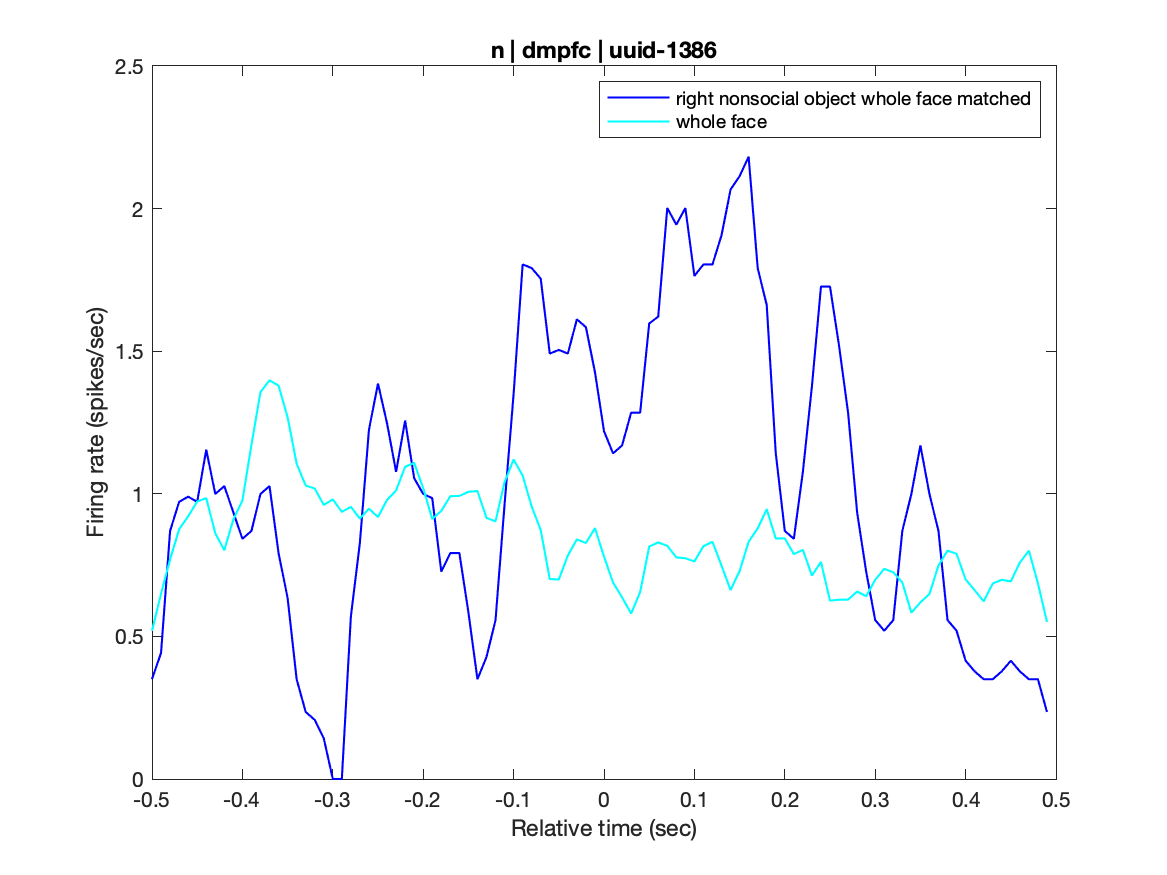 n | dmpfc | uuid-1386
2.5
right nonsocial object whole face matched
whole face
2
1.5
1
0.5
0
Firing rate (spikes/sec)
-0.5 -0.4 -0.3 -0.2 -0.1 0 0.1 0.2 0.3 0.4 0.5
Relative time (sec)